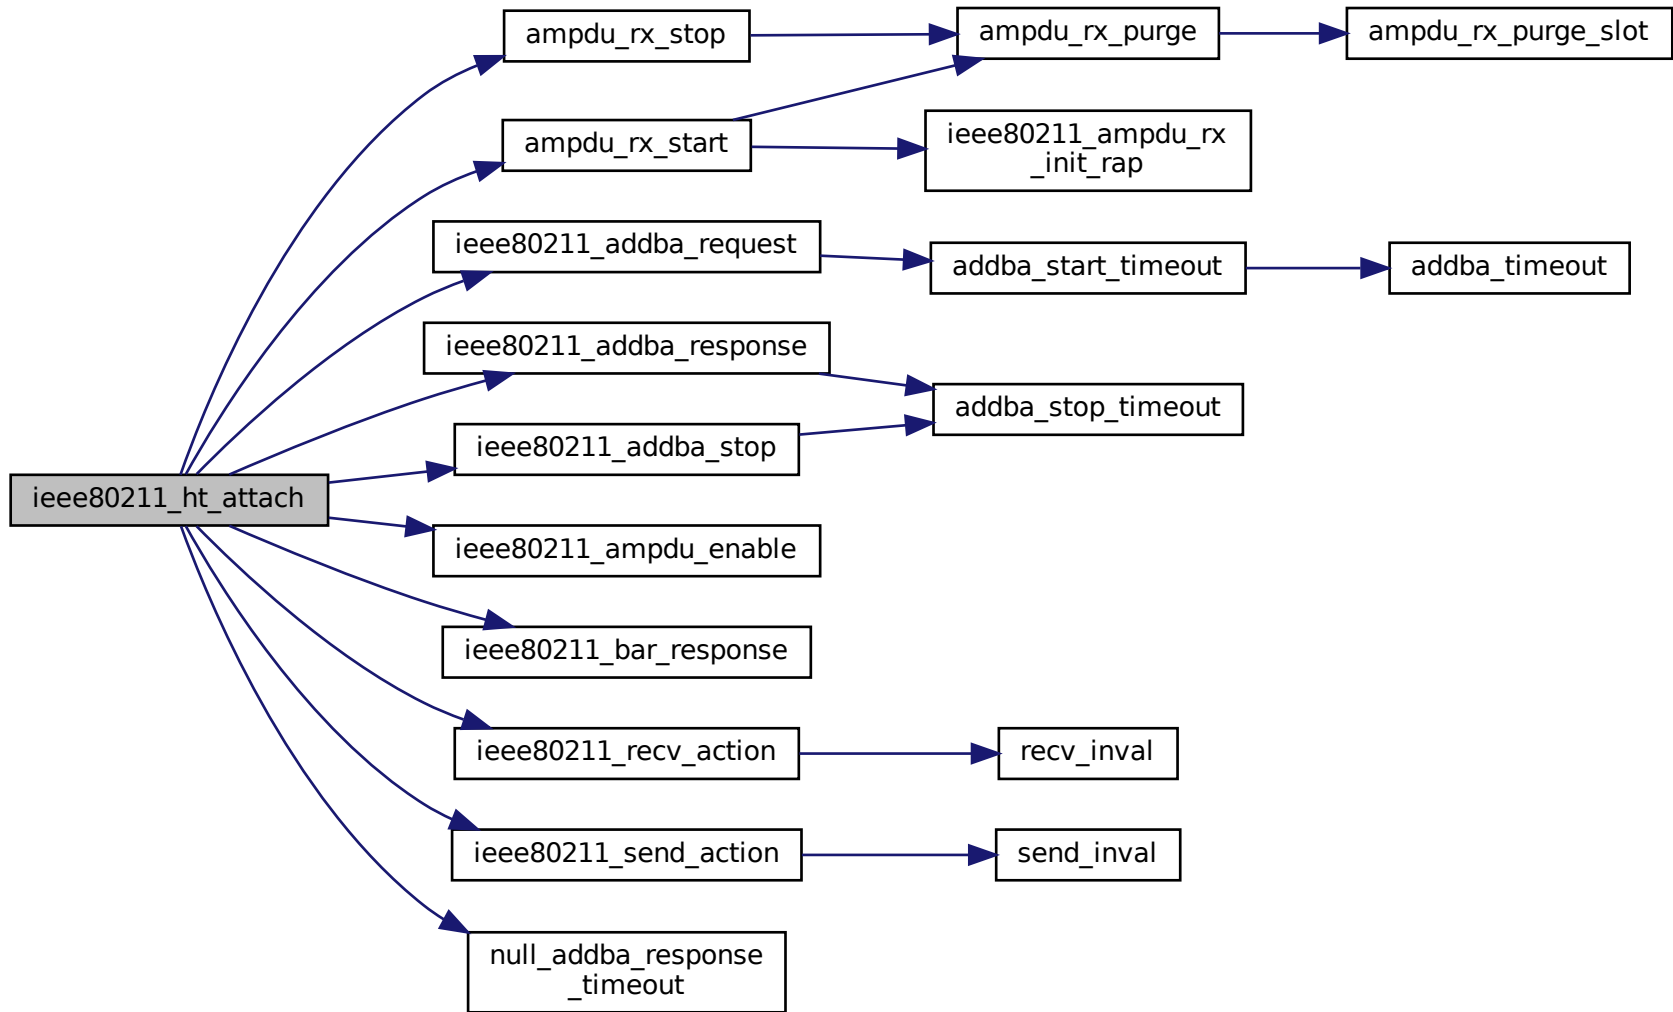 ampdu_rx_stop
ampdu_rx_purge
ampdu_rx_purge_slot
ampdu_rx_start
ieee80211_ampdu_rx
_init_rap
ieee80211_addba_request
addba_start_timeout
addba_timeout
ieee80211_addba_response
addba_stop_timeout
ieee80211_addba_stop
ieee80211_ht_attach
ieee80211_ampdu_enable
ieee80211_bar_response
ieee80211_recv_action
recv_inval
ieee80211_send_action
send_inval
null_addba_response
_timeout